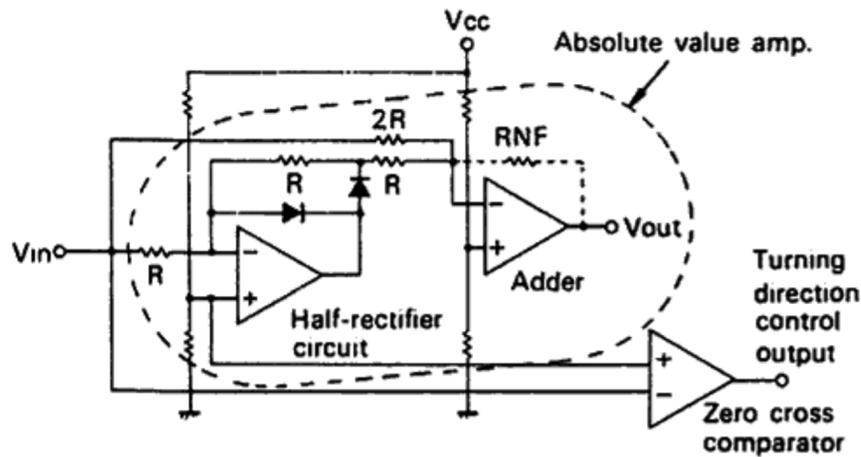 Vcc
Absolute value amp.
2R
RNF
R
R
Vin
R
−
+
−
+
Vout
Adder
Half-rectifier
circuit
Turning
direction
control
output
+
−
Zero cross
comparator